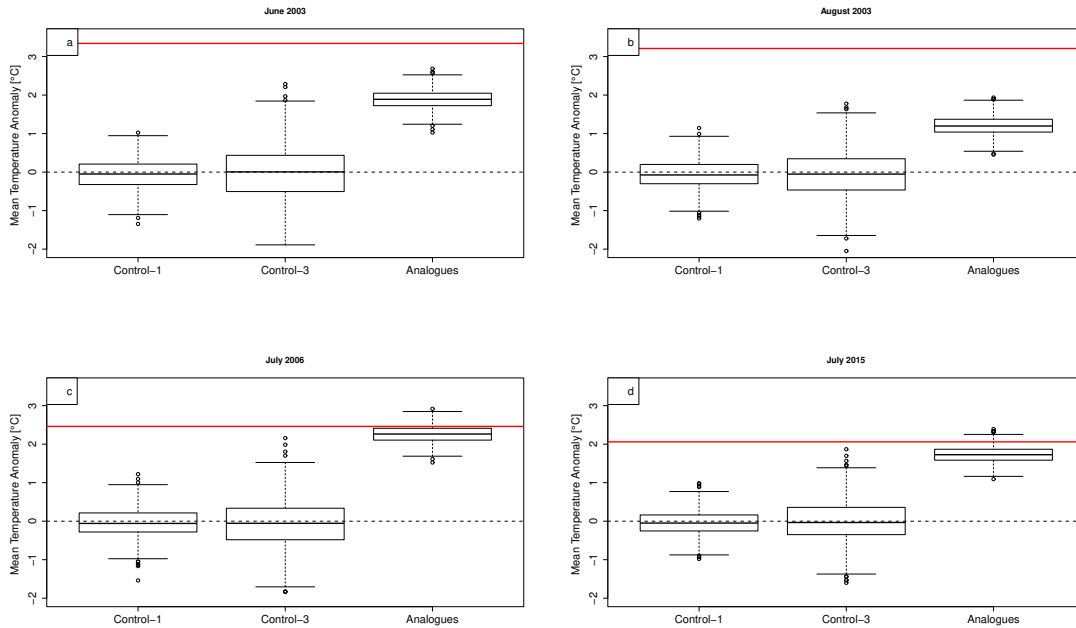 June 2003
a
Mean Temperature Anomaly [°C]
3
2
1
0
−1
−2
Control−1 Control−3 Analogues
August 2003
b
Mean Temperature Anomaly [°C]
3
2
1
0
−1
−2
Control−1 Control−3 Analogues
July 2006
c
Mean Temperature Anomaly [°C]
3
2
1
0
−1
−2
Control−1 Control−3 Analogues
July 2015
d
Mean Temperature Anomaly [°C]
3
2
1
0
−1
−2
Control−1 Control−3 Analogues